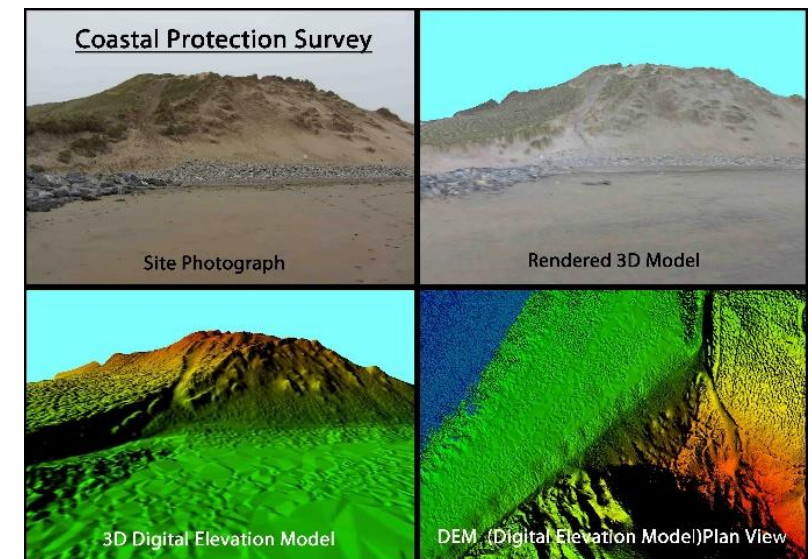 Coastal Protection Survey
Site Photograph
Rendered 3D Model
3D Digital Elevation Model
DEM (Digital Elevation Model)Plan View